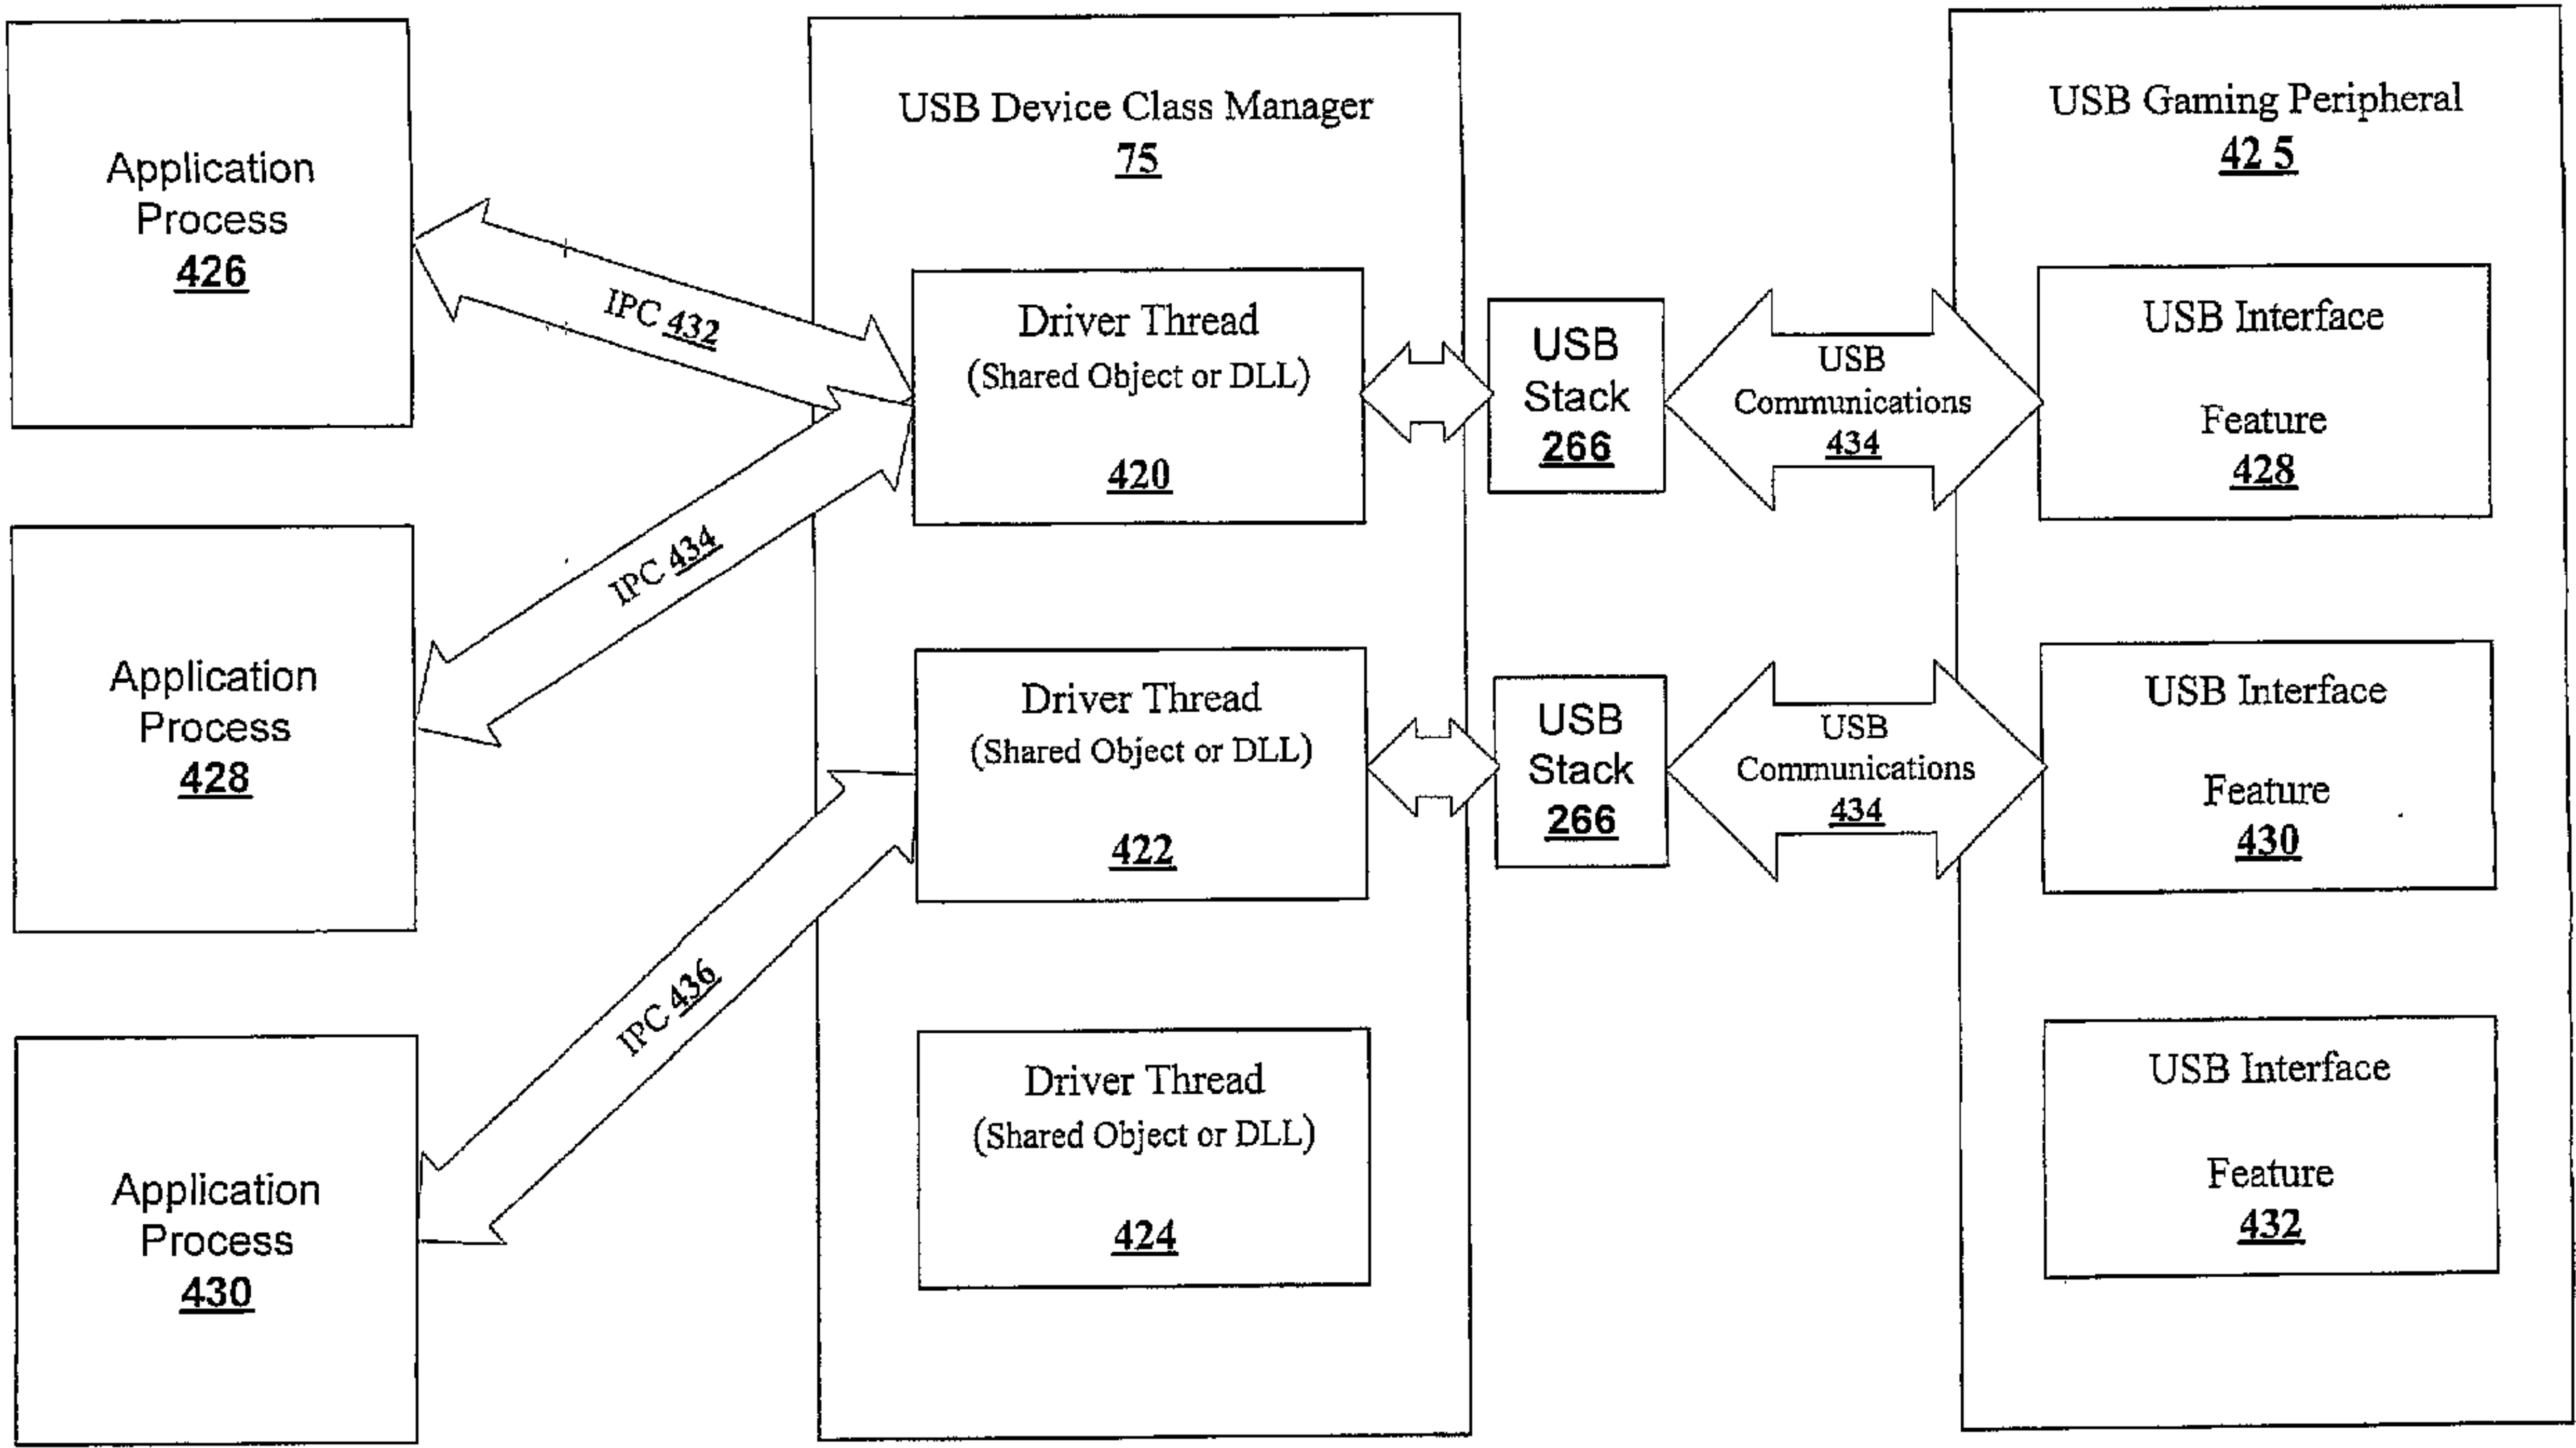 Application
Process
426
Application
Process
428
Application
Process
430
IPC 432
IPC 434
IPC 436
USB Device Class Manager
75
Driver Thread
(Shared Object or DLL)
420
Driver Thread
(Shared Object or DLL)
422
Driver Thread
(Shared Object or DLL)
424
USB
Stack
266
USB
Stack
266
USB
Communications
434
USB
Communications
434
USB Gaming Peripheral
42 5
USB Interface
Feature
428
USB Interface
Feature
430
USB Interface
Feature
432